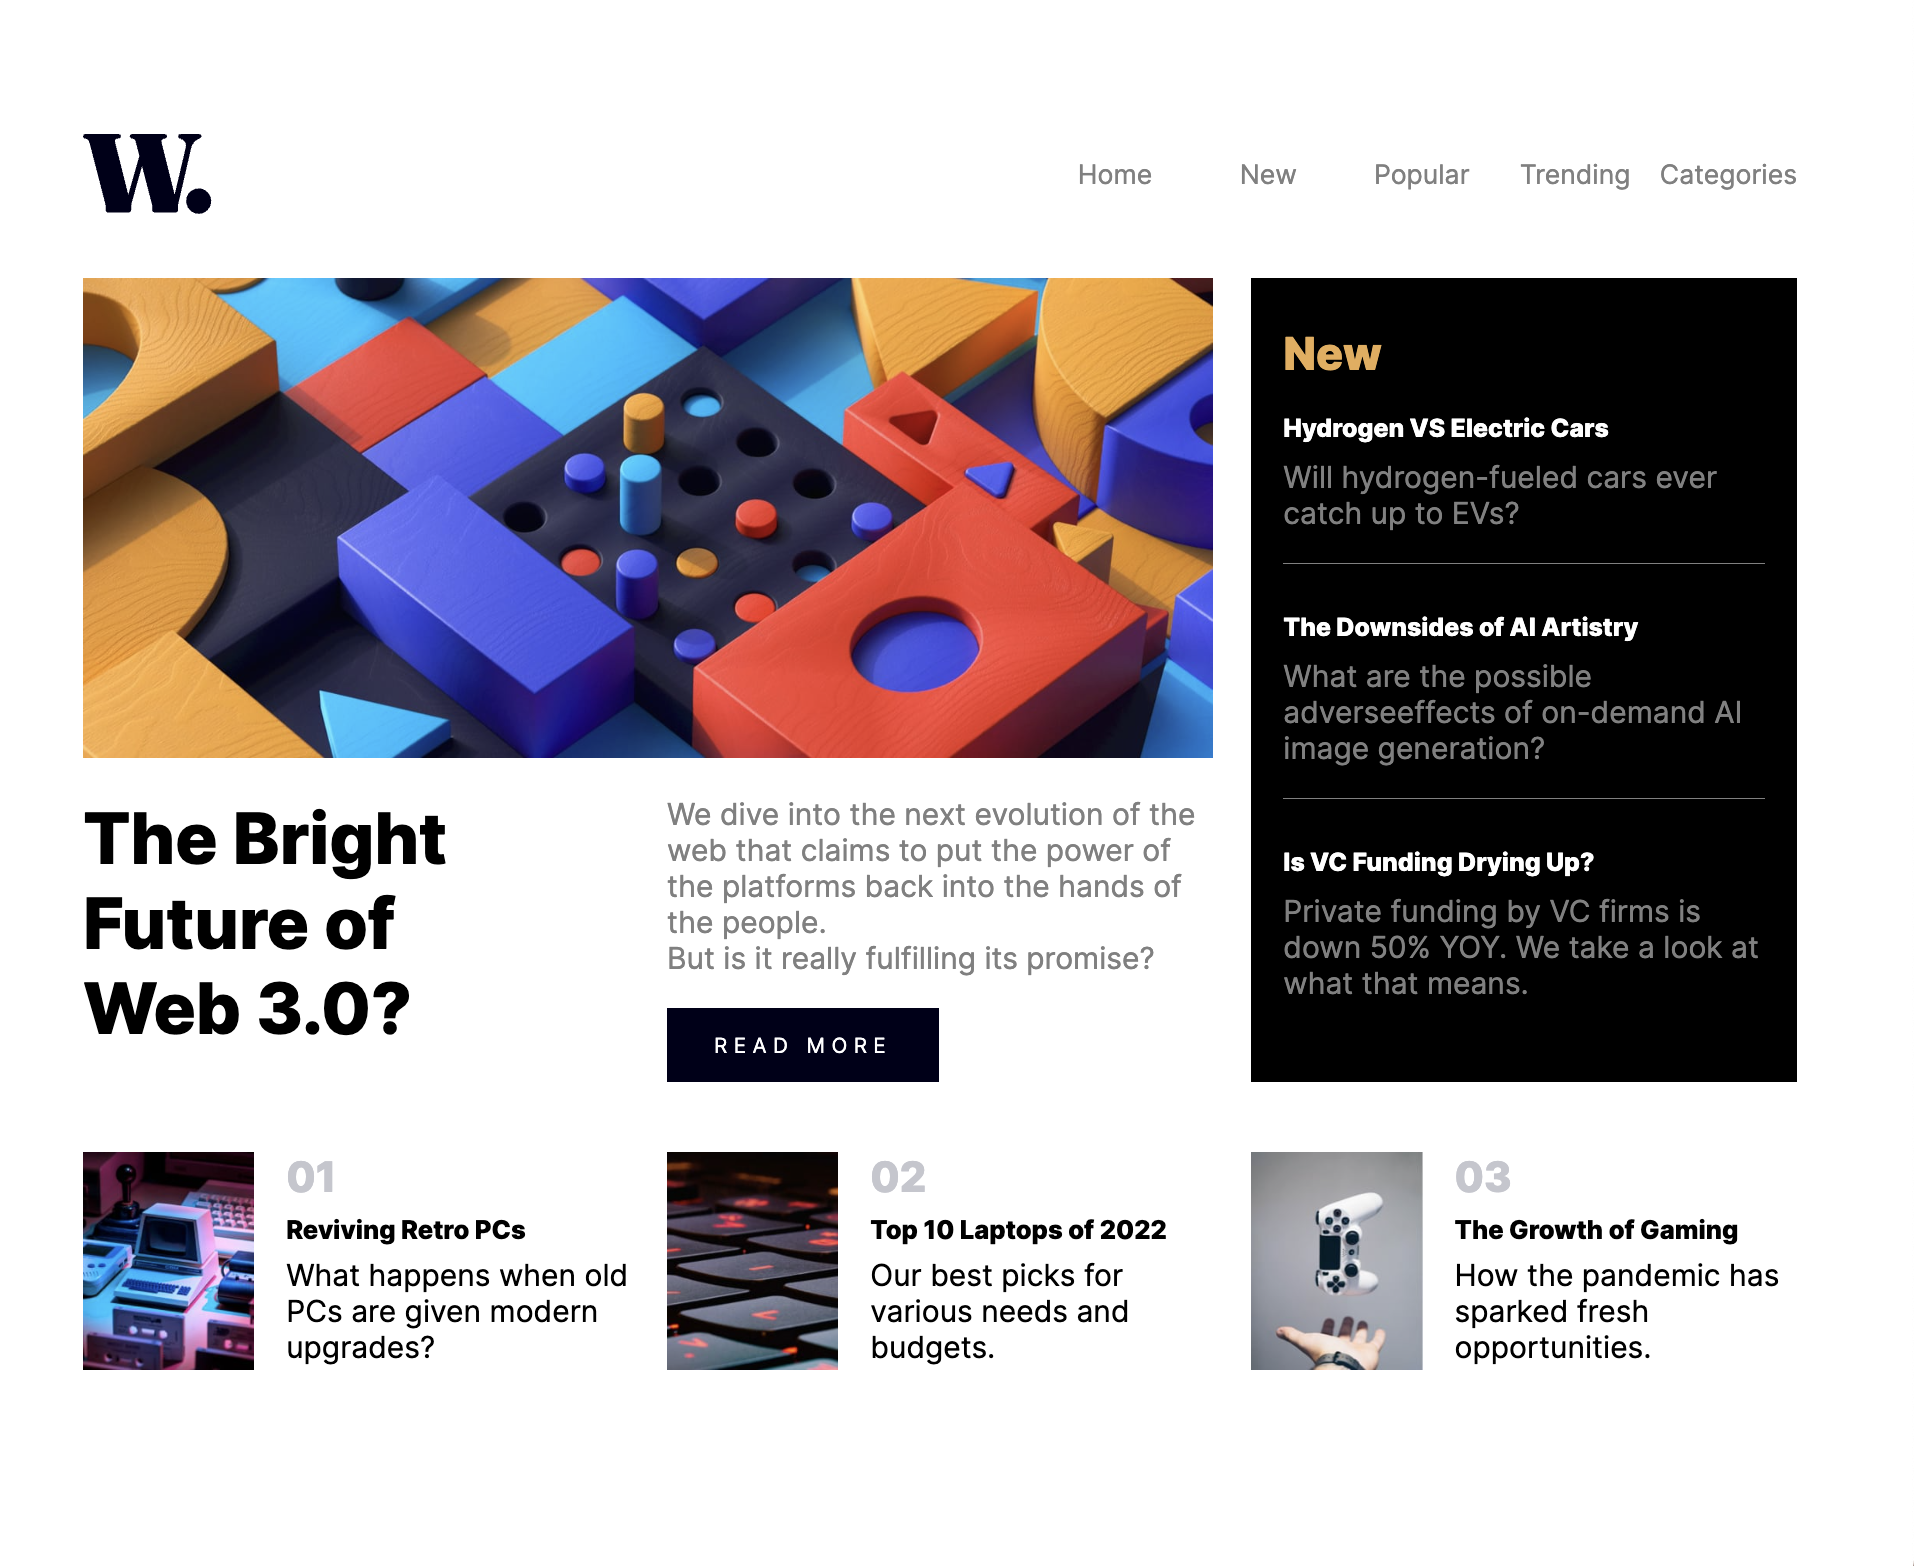 W.
Home New Popular Trending Categories
New
Hydrogen VS Electric Cars
Will hydrogen-fueled cars ever
catch up to EVs?
The Downsides of AI Artistry
What are the possible
adverseeffects of on-demand AI
image generation?
Is VC Funding Drying Up?
Private funding by VC firms is
down 50% YOY. We take a look at
what that means.
The Bright
Future of
Web 3.0?
We dive into the next evolution of the
web that claims to put the power of
the platforms back into the hands of
the people.
But is it really fulfilling its promise?
READ MORE
01
Reviving Retro PCs
What happens when old
PCs are given modern
upgrades?
02
Top 10 Laptops of 2022
Our best picks for
various needs and
budgets.
03
The Growth of Gaming
How the pandemic has
sparked fresh
opportunities.